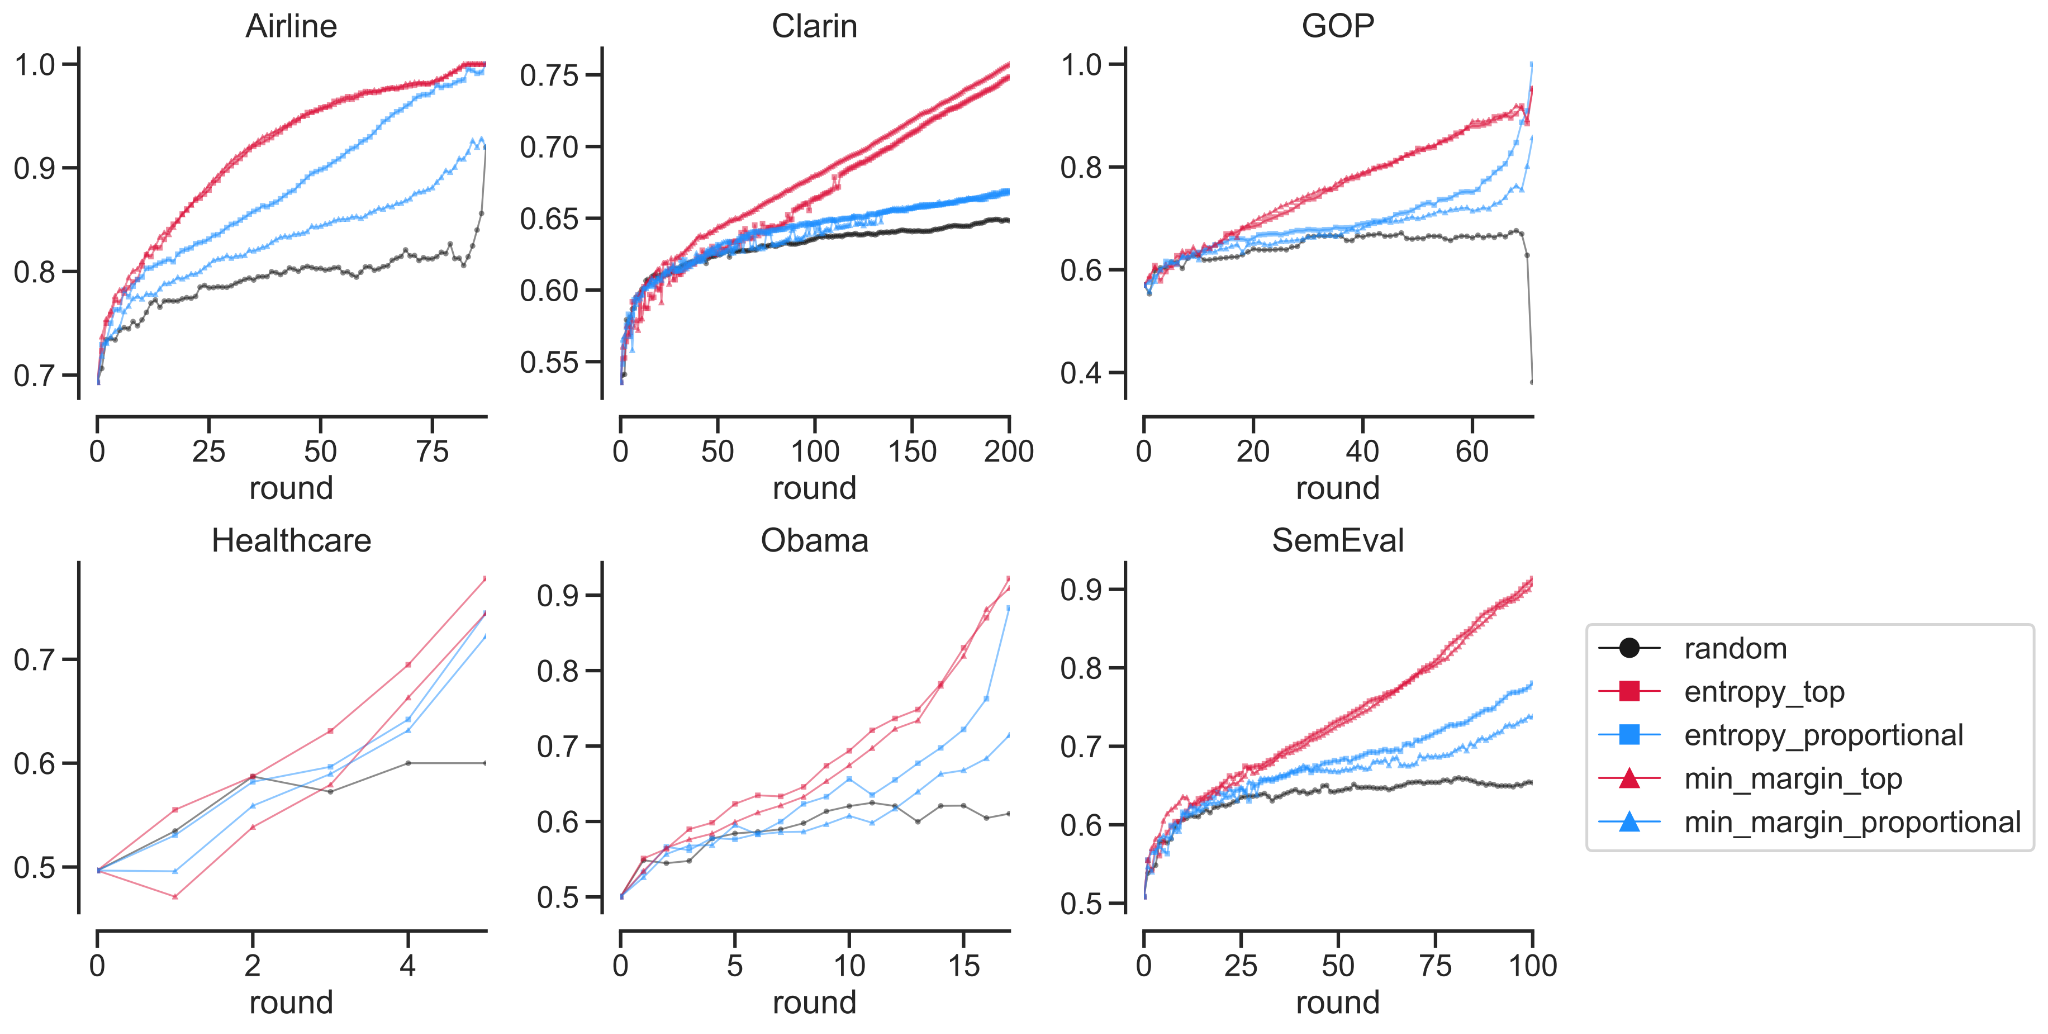 Airline
Clarin
GOP
1.0
0.9
0.8
0.7
0.75
0.70
0.65
0.60
0.55
1.0
0.8
0.6
0.4
0 25 50 75
0 50 100 150 200
0 20 40 60
round
round
round
Healthcare
Obama
SemEval
0.7
0.6
0.5
0.9
0.8
0.7
0.6
0.5
0.9
0.8
0.7
0.6
0.5
0 2 4
0 5 10 15
0 25 50 75 100
round
round
round
random
entropy_top
entropy_proportional
min_margin_top
min_margin_proportional